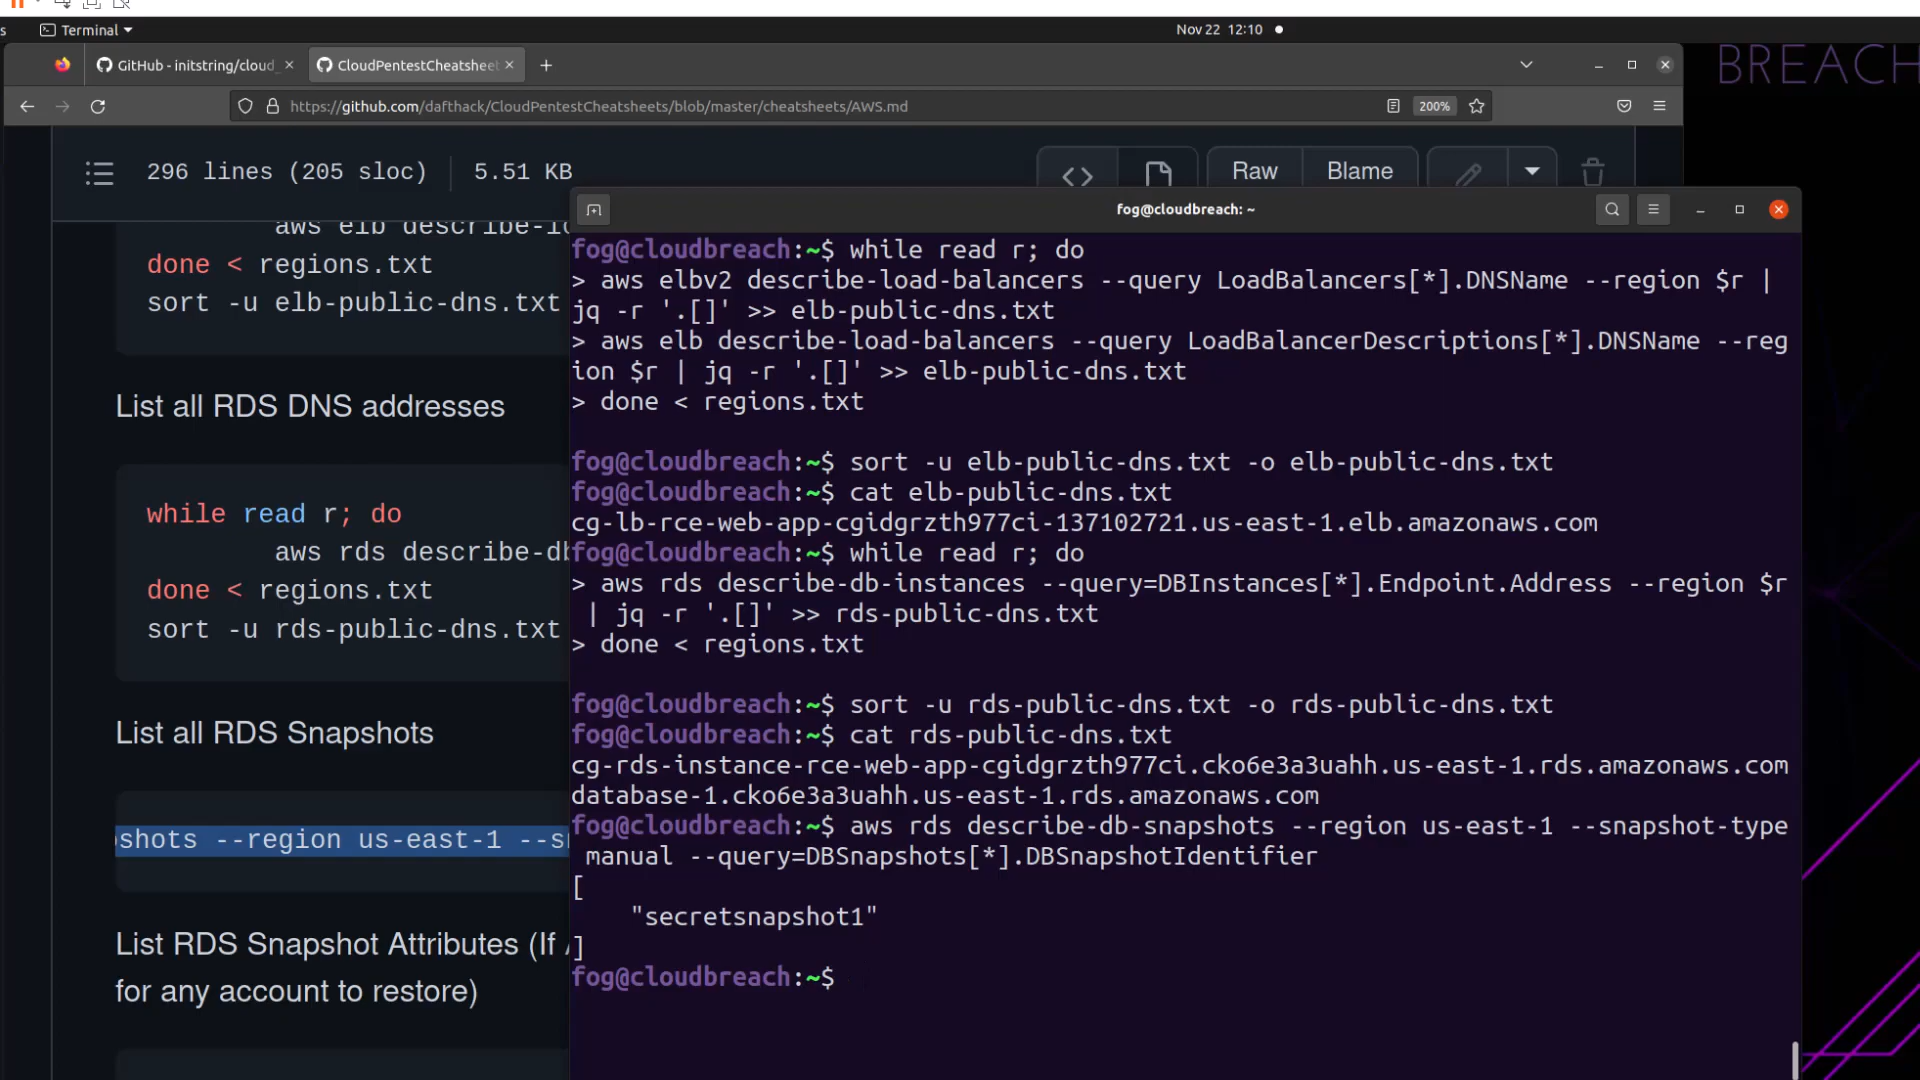 Terminal
Nov 22 12:10
GitHub - initstring/cloud_
CloudPentestCheatsheet
BREACH
https://github.com/dafthack/CloudPentestCheatsheets/blob/master/cheatsheets/AWS.md
200%
296 lines (205 sloc)
5.51 KB
Raw
Blame
done < regions.txt
sort -u elb-public-dns.txt
List all RDS DNS addresses
while read r; do
aws rds describe-db
done < regions.txt
sort -u rds-public-dns.txt
List all RDS Snapshots
shots --region us-east-1 --sn
List RDS Snapshot Attributes (If A
for any account to restore)
fog@cloudbreach: ~
fog@cloudbreach:~$ while read r; do
> aws elbv2 describe-load-balancers --query LoadBalancers[*].DNSName --region $r |
jq -r '.[]' >> elb-public-dns.txt
> aws elb describe-load-balancers --query LoadBalancerDescriptions[*].DNSName --reg
ion $r | jq -r '.[]' >> elb-public-dns.txt
> done < regions.txt
fog@cloudbreach:~$ sort -u elb-public-dns.txt -o elb-public-dns.txt
fog@cloudbreach:~$ cat elb-public-dns.txt
cg-lb-rce-web-app-cgidgrzth977ci-137102721.us-east-1.elb.amazonaws.com
fog@cloudbreach:~$ while read r; do
> aws rds describe-db-instances --query=DBInstances[*].Endpoint.Address --region $r
| jq -r '.[]' >> rds-public-dns.txt
> done < regions.txt
fog@cloudbreach:~$ sort -u rds-public-dns.txt -o rds-public-dns.txt
fog@cloudbreach:~$ cat rds-public-dns.txt
cg-rds-instance-rce-web-app-cgidgrzth977ci.cko6e3a3uahh.us-east-1.rds.amazonaws.com
database-1.cko6e3a3uahh.us-east-1.rds.amazonaws.com
fog@cloudbreach:~$ aws rds describe-db-snapshots --region us-east-1 --snapshot-type
manual --query=DBSnapshots[*].DBSnapshotIdentifier
[
"secretsnapshot1"
]
fog@cloudbreach:~$